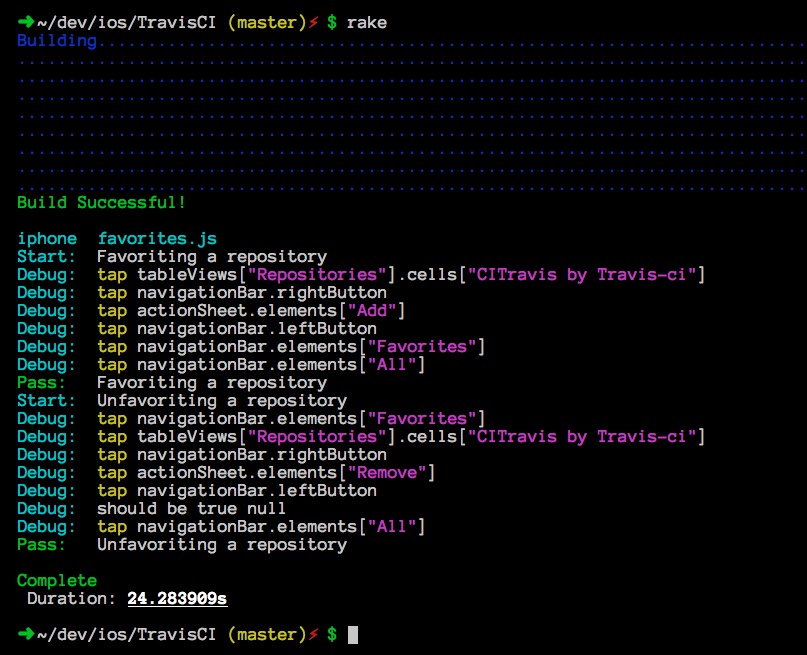 ➜~/dev/ios/TravisCI (master)⚡ $ rake
Building...............................................................................
...............................................................................
...............................................................................
...............................................................................
...............................................................................
...............................................................................
...............................................................................
...............................................................................
...............................................................................
Build Successful!
iphone  favorites.js
Start:  Favoriting a repository
Debug:  tap tableViews["Repositories"].cells["CITravis by Travis-ci"]
Debug:  tap navigationBar.rightButton
Debug:  tap actionSheet.elements["Add"]
Debug:  tap navigationBar.leftButton
Debug:  tap navigationBar.elements["Favorites"]
Debug:  tap navigationBar.elements["All"]
Pass:   Favoriting a repository
Start:  Unfavoriting a repository
Debug:  tap navigationBar.elements["Favorites"]
Debug:  tap tableViews["Repositories"].cells["CITravis by Travis-ci"]
Debug:  tap navigationBar.rightButton
Debug:  tap actionSheet.elements["Remove"]
Debug:  tap navigationBar.leftButton
Debug:  should be true null
Debug:  tap navigationBar.elements["All"]
Pass:   Unfavoriting a repository
Complete
 Duration: 24.283909s
➜~/dev/ios/TravisCI (master)⚡ $